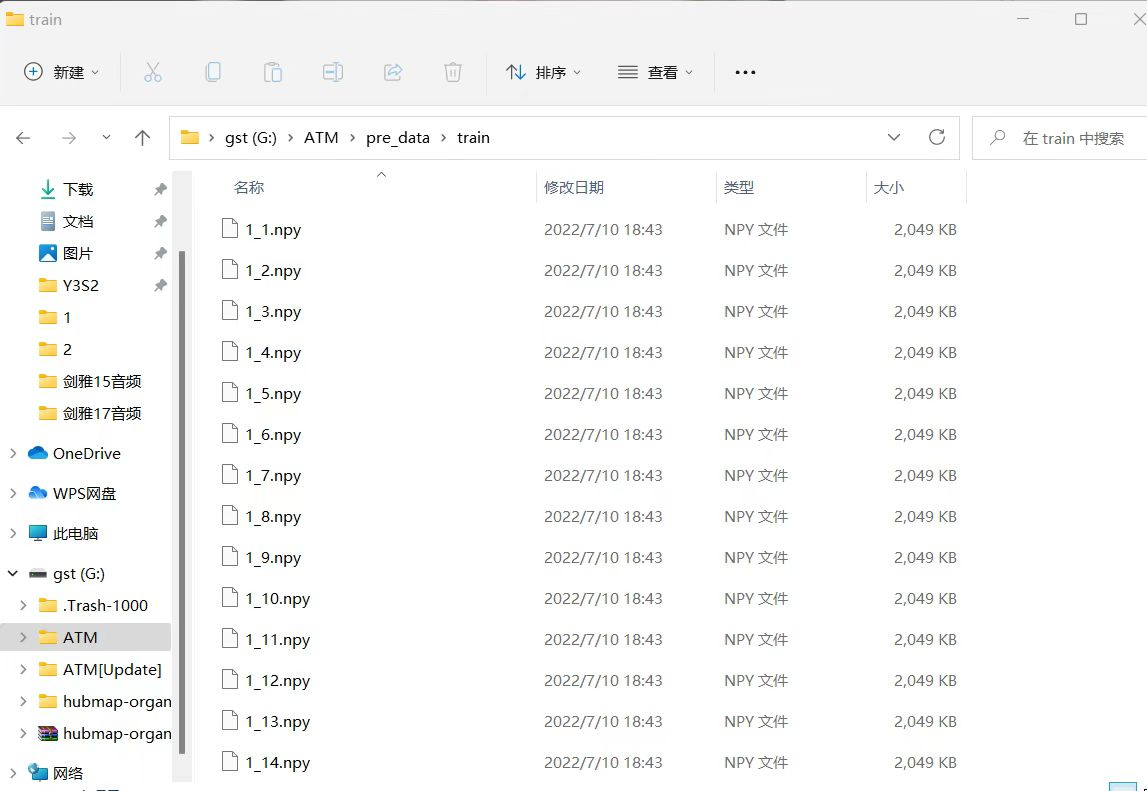 train
新建 排序 查看
gst (G:) ATM pre_data train 在 train 中搜索
名称 修改日期 类型 大小
下载
文档
图片
Y3S2
1
2
剑雅15音频
剑雅17音频
OneDrive
WPS网盘
此电脑
gst (G:)
.Trash-1000
ATM
ATM[Update]
hubmap-organ
hubmap-organ
网络
1_1.npy 2022/7/10 18:43 NPY 文件 2,049 KB
1_2.npy 2022/7/10 18:43 NPY 文件 2,049 KB
1_3.npy 2022/7/10 18:43 NPY 文件 2,049 KB
1_4.npy 2022/7/10 18:43 NPY 文件 2,049 KB
1_5.npy 2022/7/10 18:43 NPY 文件 2,049 KB
1_6.npy 2022/7/10 18:43 NPY 文件 2,049 KB
1_7.npy 2022/7/10 18:43 NPY 文件 2,049 KB
1_8.npy 2022/7/10 18:43 NPY 文件 2,049 KB
1_9.npy 2022/7/10 18:43 NPY 文件 2,049 KB
1_10.npy 2022/7/10 18:43 NPY 文件 2,049 KB
1_11.npy 2022/7/10 18:43 NPY 文件 2,049 KB
1_12.npy 2022/7/10 18:43 NPY 文件 2,049 KB
1_13.npy 2022/7/10 18:43 NPY 文件 2,049 KB
1_14.npy 2022/7/10 18:43 NPY 文件 2,049 KB